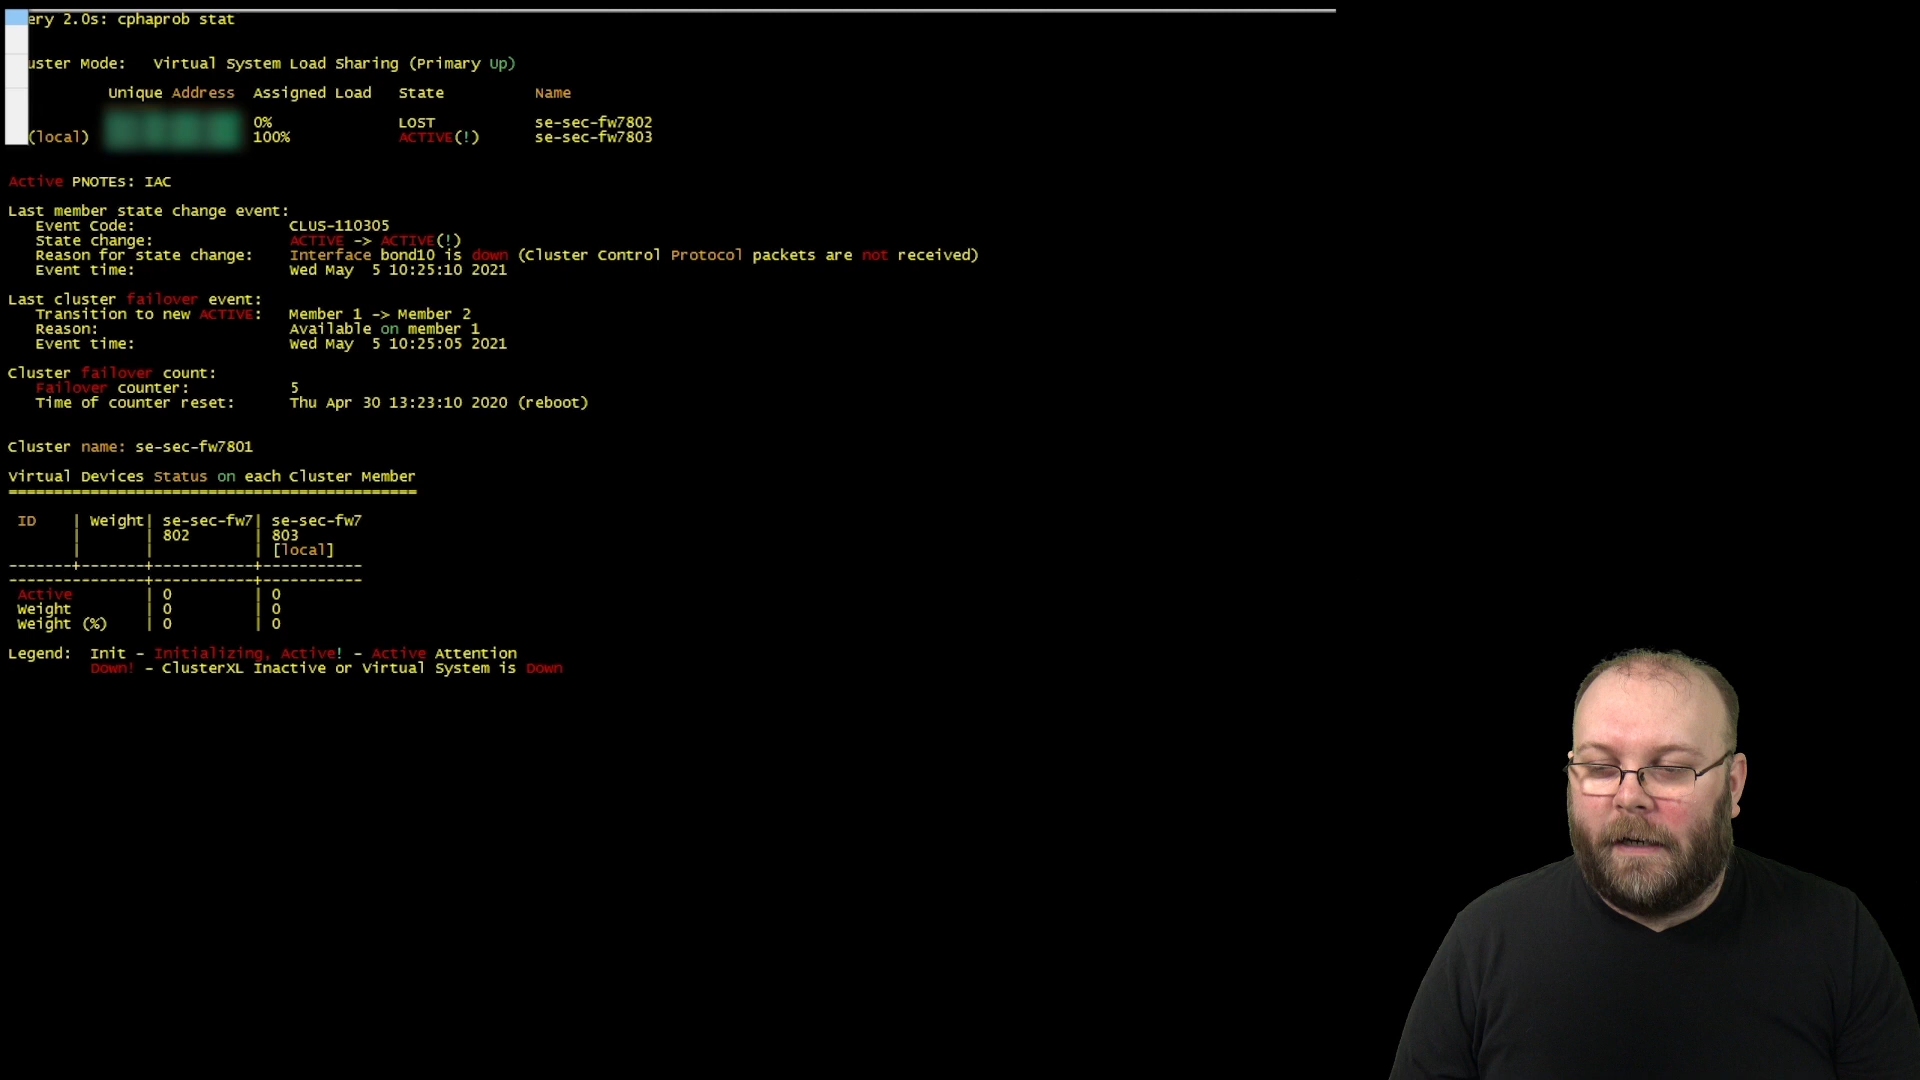 ery 2.0s: cphaprob stat
uster Mode: Virtual System Load Sharing (Primary Up)
Unique Address Assigned Load State Name
0% LOST se-sec-fw7802
(local) 100% ACTIVE(!) se-sec-fw7803
Active PNOTEs: IAC
Last member state change event:
Event Code: CLUS-110305
State change: ACTIVE -> ACTIVE(!)
Reason for state change: Interface bond10 is down (Cluster Control Protocol packets are not received)
Event time: Wed May 5 10:25:10 2021
Last cluster failover event:
Transition to new ACTIVE: Member 1 -> Member 2
Reason: Available on member 1
Event time: Wed May 5 10:25:05 2021
Cluster failover count:
Failover counter: 5
Time of counter reset: Thu Apr 30 13:23:10 2020 (reboot)
Cluster name: se-sec-fw7801
Virtual Devices Status on each Cluster Member
=============================================
ID | Weight| se-sec-fw7| se-sec-fw7
| | 802 | 803
| | | [local]
-------+-------+-----------+-----------
---------------+-----------+-----------
Active | 0 | 0
Weight | 0 | 0
Weight (%) | 0 | 0
Legend: Init - Initializing, Active! - Active Attention
Down! - ClusterXL Inactive or Virtual System is Down